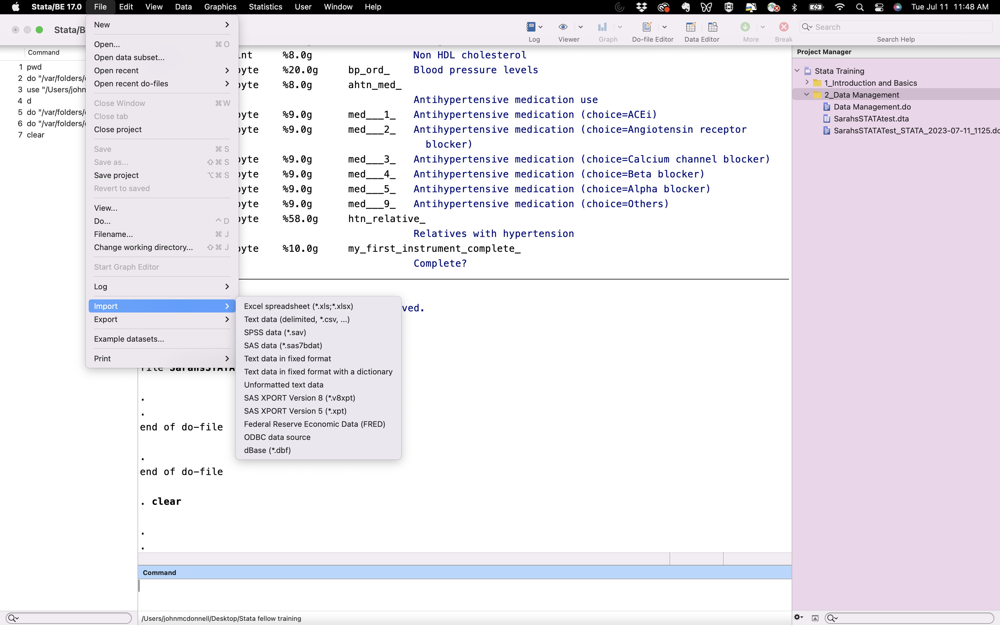 Stata/BE 17.0 File Edit View Data Graphics Statistics User Window Help Tue Jul 11 11:48 AM
Stata/B
Log Viewer Graph Do-file Editor Data Editor More Break Search
Search Help
Command
1 pwd
2 do "/var/folders/
3 use "/Users/john
4 d
5 do "/var/folders/
6 do "/var/folders/
7 clear
New
Open... ⌘ O
Open data subset...
Open recent
Open recent do-files
Close Window ⌘ W
Close tab
Close project
Save ⌘ S
Save as... ⇧⌘ S
Save project ⌥⌘ S
Revert to saved
View...
Do... ^ D
Filename... ⌘ J
Change working directory... ⇧⌘ J
Start Graph Editor
Log
Import
Export
Example datasets...
Print
Excel spreadsheet (*.xls;*.xlsx)
Text data (delimited, *.csv, ...)
SPSS data (*.sav)
SAS data (*.sas7bdat)
Text data in fixed format
Text data in fixed format with a dictionary
Unformatted text data
SAS XPORT Version 8 (*.v8xpt)
SAS XPORT Version 5 (*.xpt)
Federal Reserve Economic Data (FRED)
ODBC data source
dBase (*.dbf)
int %8.0g Non HDL cholesterol
byte %20.0g bp_ord_ Blood pressure levels
byte %8.0g ahtn_med_
Antihypertensive medication use
byte %9.0g med___1_ Antihypertensive medication (choice=ACEi)
byte %9.0g med___2_ Antihypertensive medication (choice=Angiotensin receptor
blocker)
byte %9.0g med___3_ Antihypertensive medication (choice=Calcium channel blocker)
byte %9.0g med___4_ Antihypertensive medication (choice=Beta blocker)
byte %9.0g med___5_ Antihypertensive medication (choice=Alpha blocker)
byte %9.0g med___9_ Antihypertensive medication (choice=Others)
byte %58.0g htn_relative_
Relatives with hypertension
byte %10.0g my_first_instrument_complete_
Complete?
ved.
file SarahsSTATA
.
.
end of do-file
.
end of do-file
. clear
.
.
Command
/Users/johnmcdonnell/Desktop/Stata fellow training
Project Manager
Stata Training
1_Introduction and Basics
2_Data Management
Data Management.do
SarahsSTATAtest.dta
SarahsSTATATest_STATA_2023-07-11_1125.do